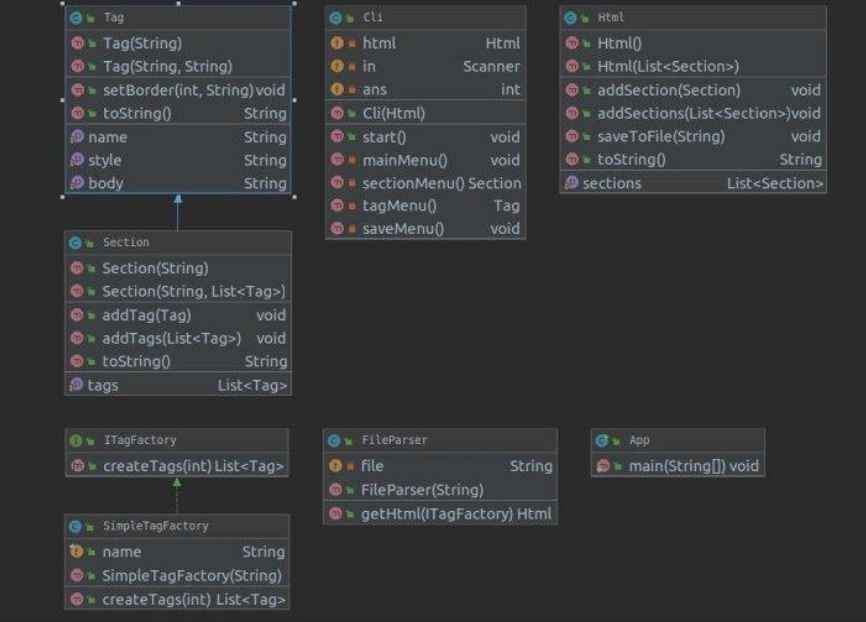 Tag
Tag(String)
Tag(String, String)
setBorder(int, String) void
toString() String
name String
style String
body String
Cli
html Html
in Scanner
ans int
Cli(Html)
start() void
mainMenu() void
sectionMenu() Section
tagMenu() Tag
saveMenu() void
Html
Html()
Html(List<Section>)
addSection(Section) void
addSections(List<Section>) void
saveToFile(String) void
toString() String
sections List<Section>
Section
Section(String)
Section(String, List<Tag>)
addTag(Tag) void
addTags(List<Tag>) void
toString() String
tags List<Tag>
ITagFactory
createTags(int) List<Tag>
FileParser
file String
FileParser(String)
getHtml(ITagFactory) Html
App
main(String[]) void
SimpleTagFactory
name String
SimpleTagFactory(String)
createTags(int) List<Tag>